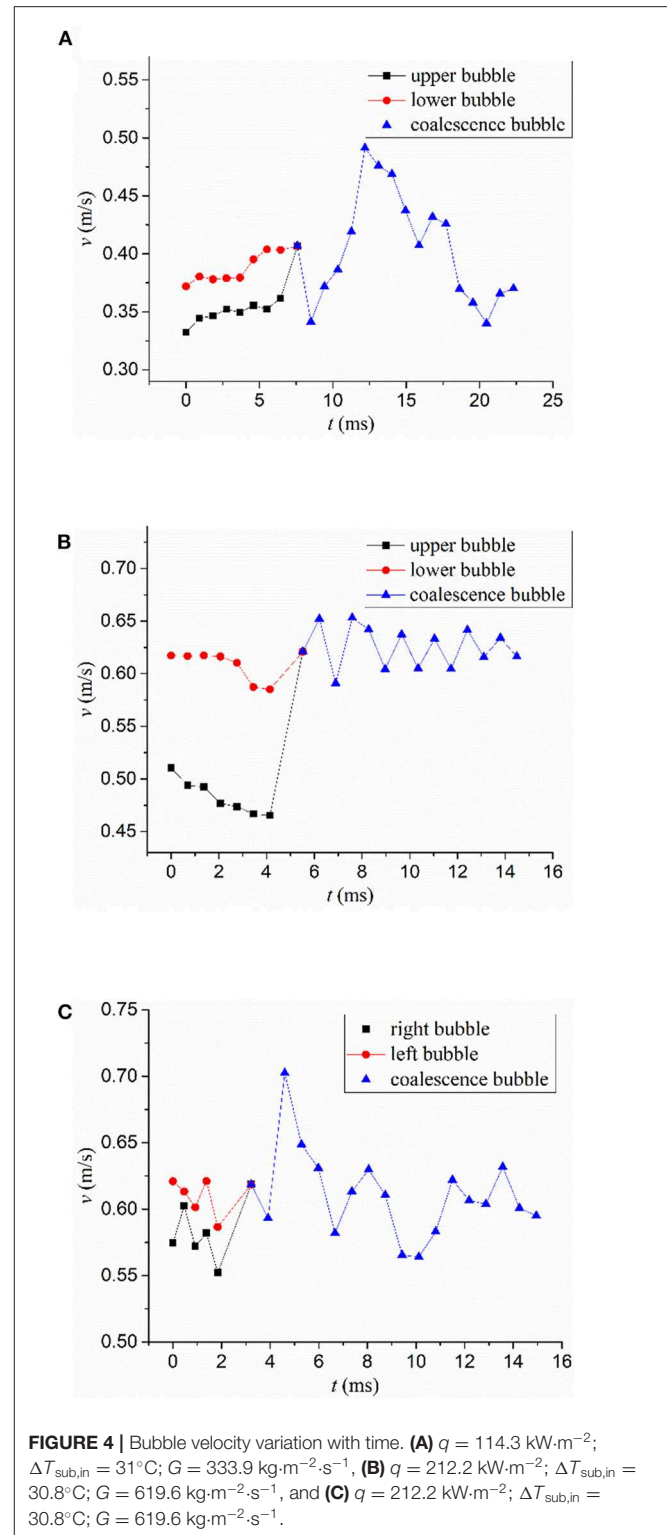 A
0.55
0.50
0.45
0.40
0.35
0.30
v (m/s)
upper bubble
lower bubble
coalescence bubble
0 5 10 15 20 25
t (ms)
B
0.70
0.65
0.60
0.55
0.50
0.45
v (m/s)
upper bubble
lower bubble
coalescence bubble
0 2 4 6 8 10 12 14 16
t (ms)
C
0.75
0.70
0.65
0.60
0.55
0.50
v (m/s)
right bubble
left bubble
coalescence bubble
0 2 4 6 8 10 12 14 16
t (ms)
FIGURE 4 | Bubble velocity variation with time. (A) q = 114.3 kW·m−2;
ΔTsub,in = 31°C; G = 333.9 kg·m−2·s−1, (B) q = 212.2 kW·m−2; ΔTsub,in =
30.8°C; G = 619.6 kg·m−2·s−1, and (C) q = 212.2 kW·m−2; ΔTsub,in =
30.8°C; G = 619.6 kg·m−2·s−1.